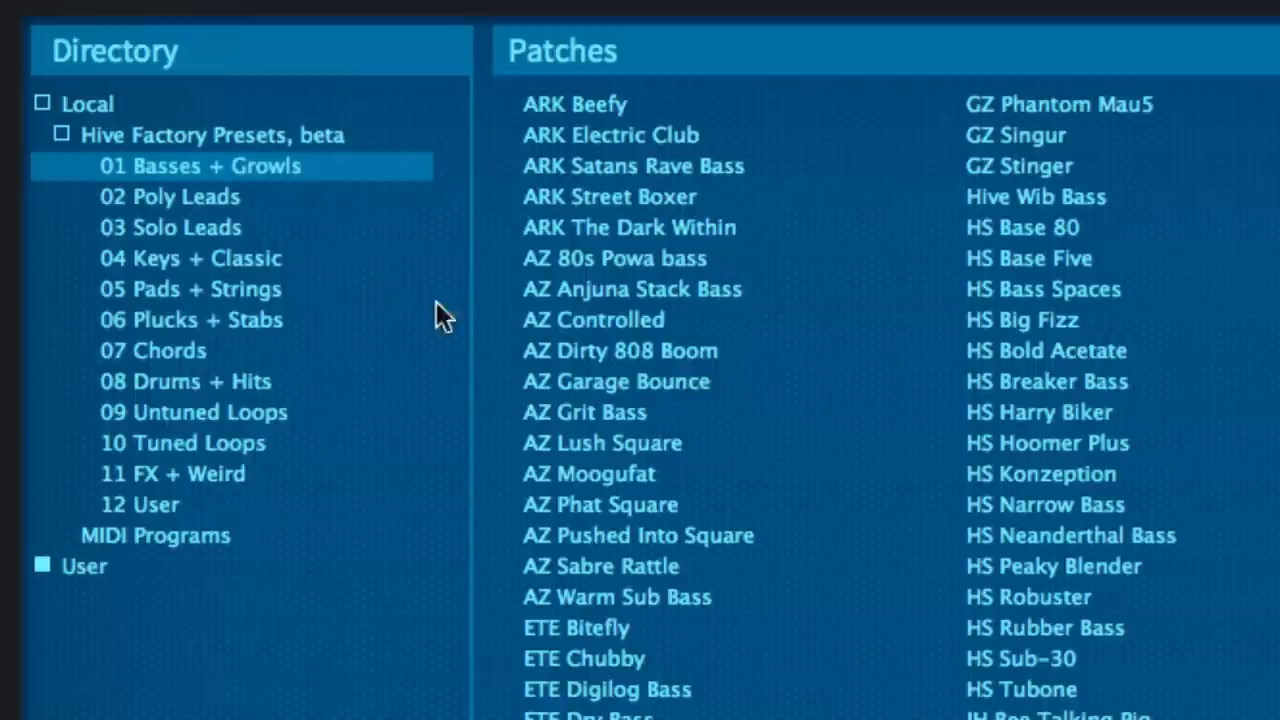 Directory
Local
Hive Factory Presets, beta
01 Basses + Growls
02 Poly Leads
03 Solo Leads
04 Keys + Classic
05 Pads + Strings
06 Plucks + Stabs
07 Chords
08 Drums + Hits
09 Untuned Loops
10 Tuned Loops
11 FX + Weird
12 User
MIDI Programs
User
Patches
ARK Beefy
ARK Electric Club
ARK Satans Rave Bass
ARK Street Boxer
ARK The Dark Within
AZ 80s Powa bass
AZ Anjuna Stack Bass
AZ Controlled
AZ Dirty 808 Boom
AZ Garage Bounce
AZ Grit Bass
AZ Lush Square
AZ Moogufat
AZ Phat Square
AZ Pushed Into Square
AZ Sabre Rattle
AZ Warm Sub Bass
ETE Bitefly
ETE Chubby
ETE Digilog Bass
ETE Dry Bass
GZ Phantom Mau5
GZ Singur
GZ Stinger
Hive Wib Bass
HS Base 80
HS Base Five
HS Bass Spaces
HS Big Fizz
HS Bold Acetate
HS Breaker Bass
HS Harry Biker
HS Hoomer Plus
HS Konzeption
HS Narrow Bass
HS Neanderthal Bass
HS Peaky Blender
HS Robuster
HS Rubber Bass
HS Sub-30
HS Tubone
Bee Talking Pig